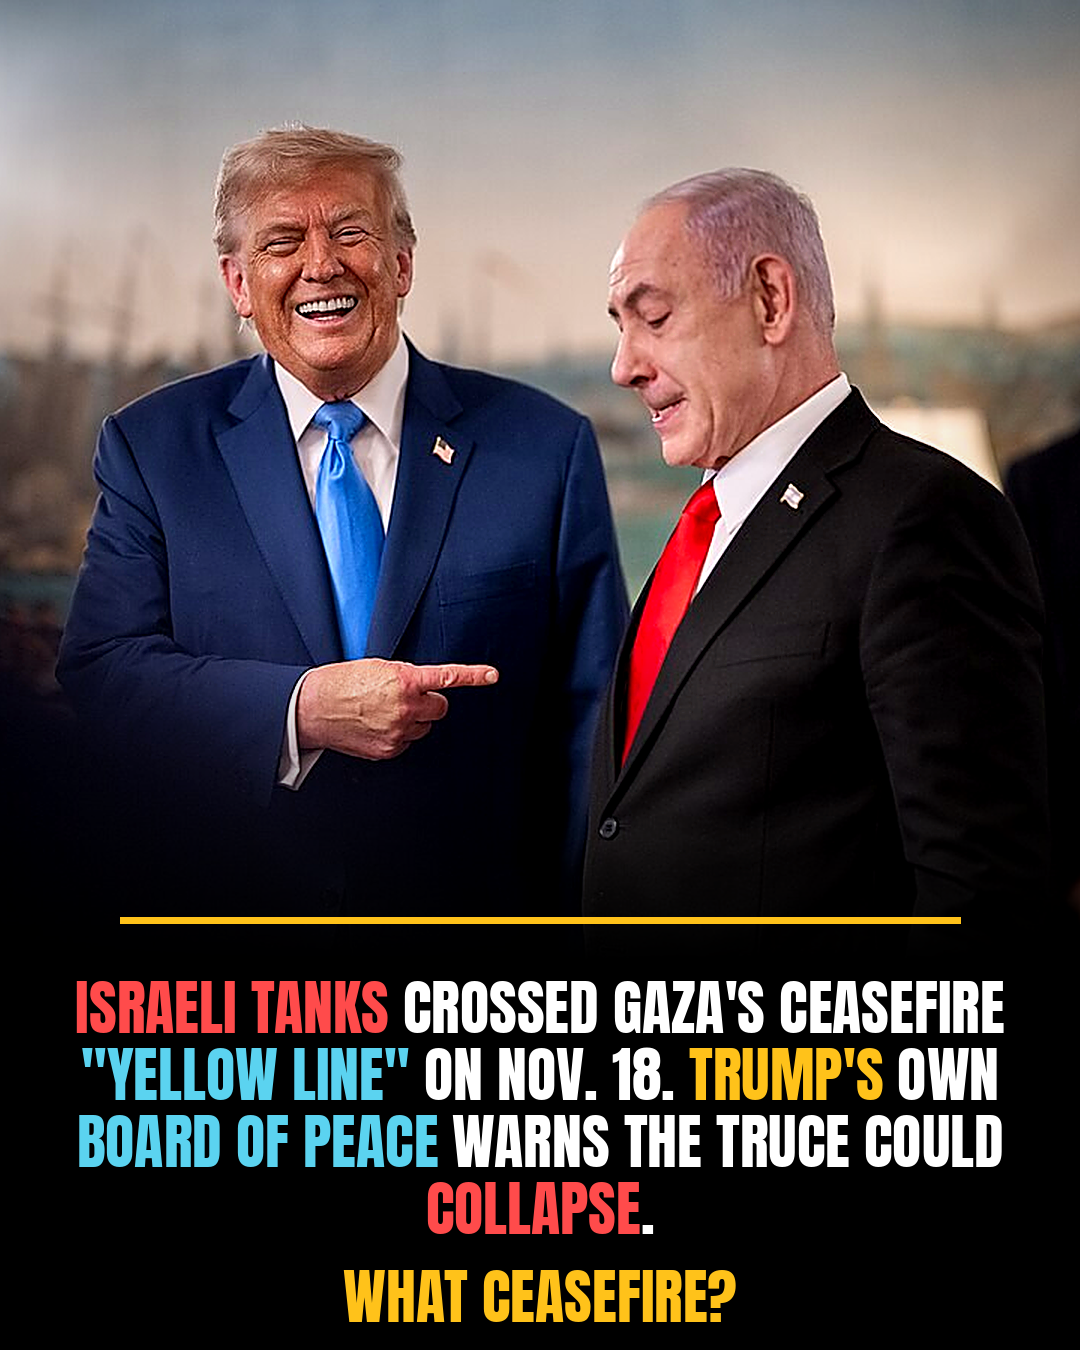 ISRAELI TANKS CROSSED GAZA'S CEASEFIRE
"YELLOW LINE" ON NOV. 18. TRUMP'S OWN
BOARD OF PEACE WARNS THE TRUCE COULD
COLLAPSE.
WHAT CEASEFIRE?